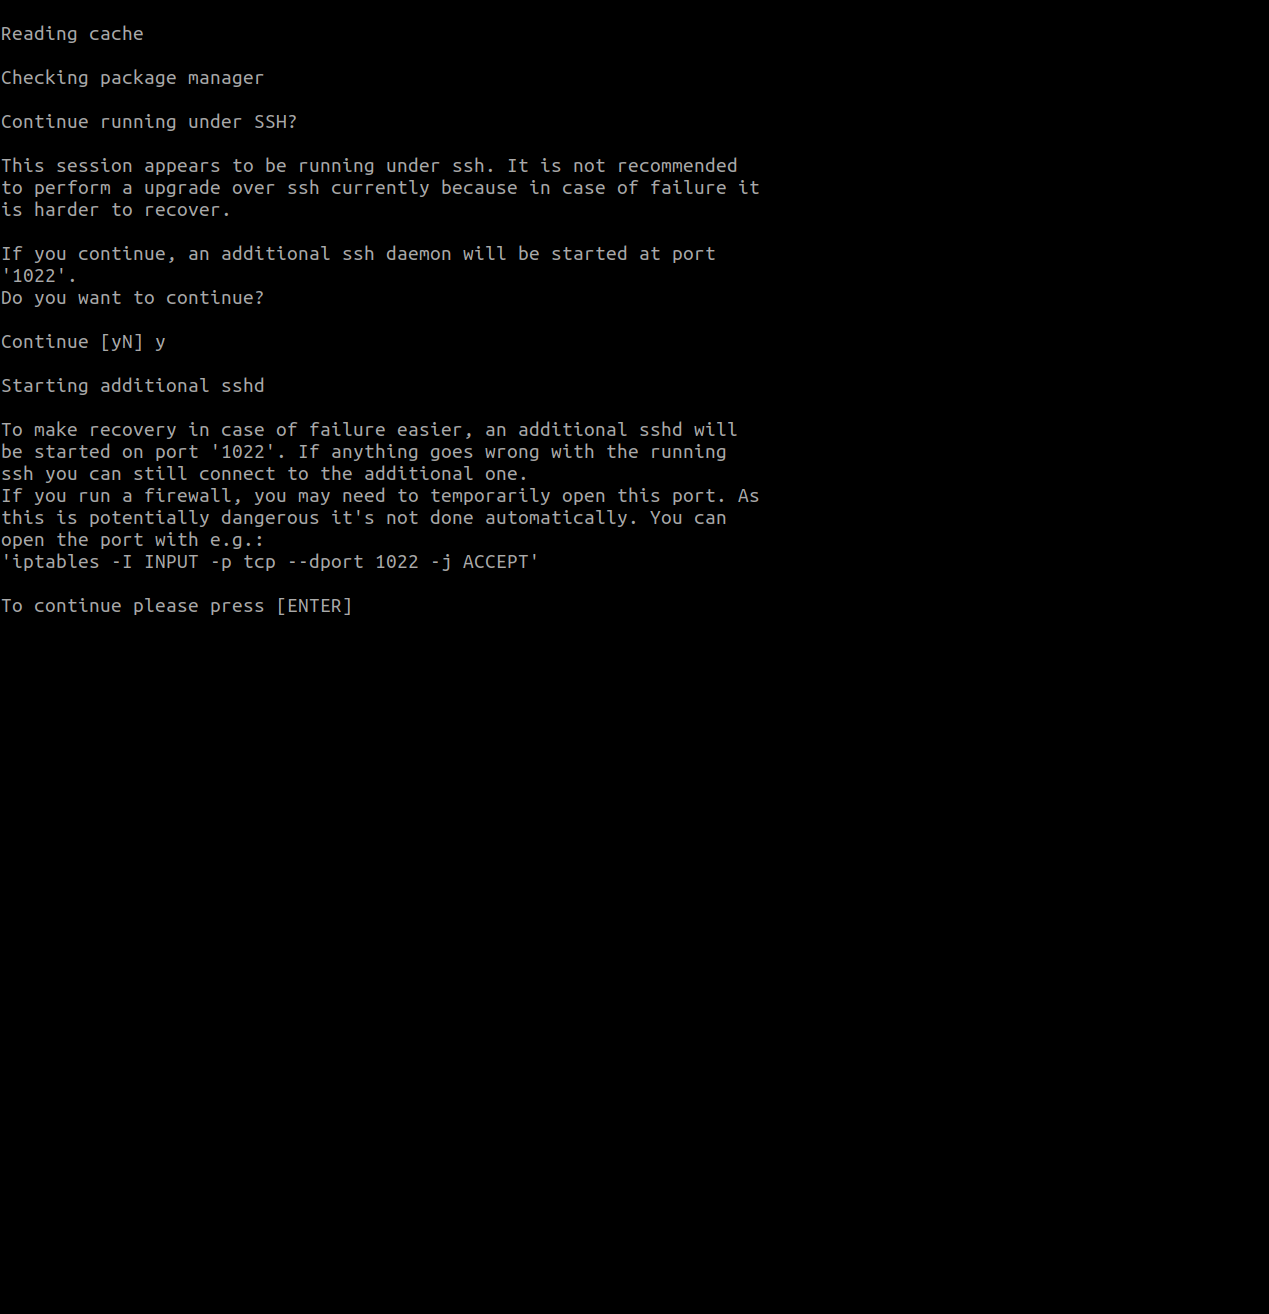 Reading cache
Checking package manager
Continue running under SSH?
This session appears to be running under ssh. It is not recommended
to perform a upgrade over ssh currently because in case of failure it
is harder to recover.
If you continue, an additional ssh daemon will be started at port
'1022'.
Do you want to continue?
Continue [yN] y
Starting additional sshd
To make recovery in case of failure easier, an additional sshd will
be started on port '1022'. If anything goes wrong with the running
ssh you can still connect to the additional one.
If you run a firewall, you may need to temporarily open this port. As
this is potentially dangerous it's not done automatically. You can
open the port with e.g.:
'iptables -I INPUT -p tcp --dport 1022 -j ACCEPT'
To continue please press [ENTER]